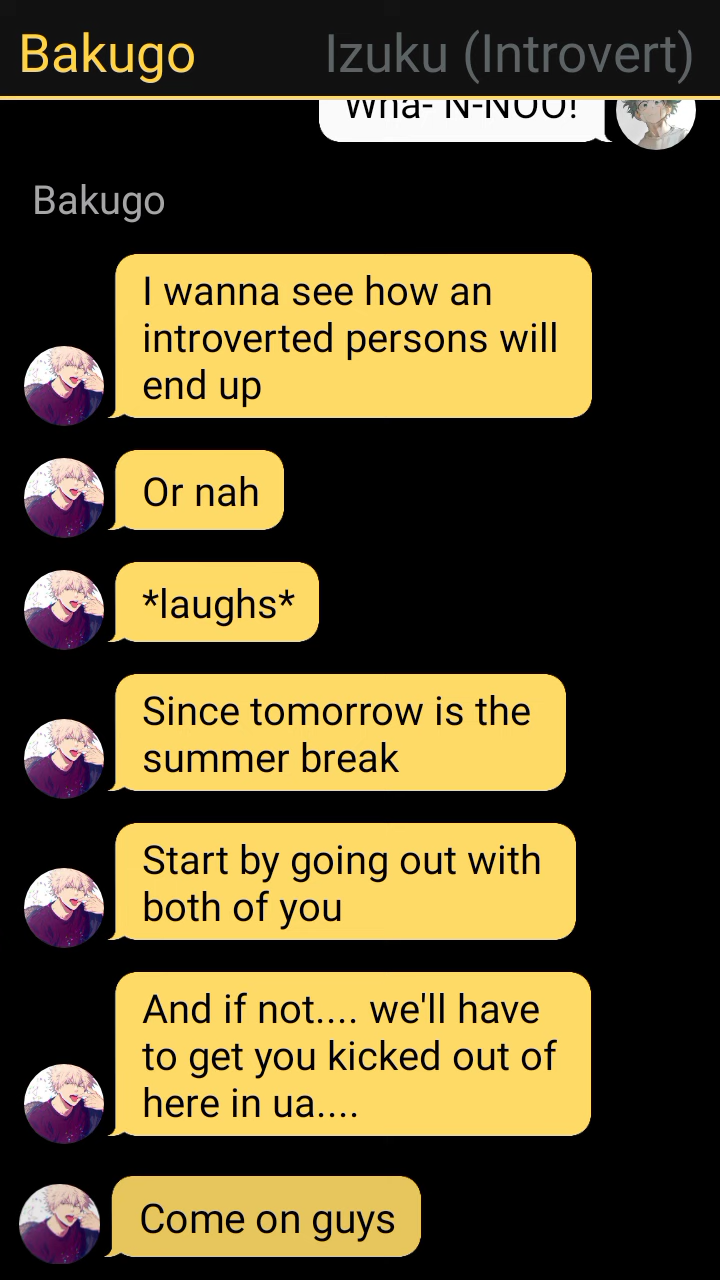 Bakugo Izuku (Introvert)
Wha- N-NOO!
Bakugo
I wanna see how an
introverted persons will
end up
Or nah
*laughs*
Since tomorrow is the
summer break
Start by going out with
both of you
And if not.... we'll have
to get you kicked out of
here in ua....
Come on guys